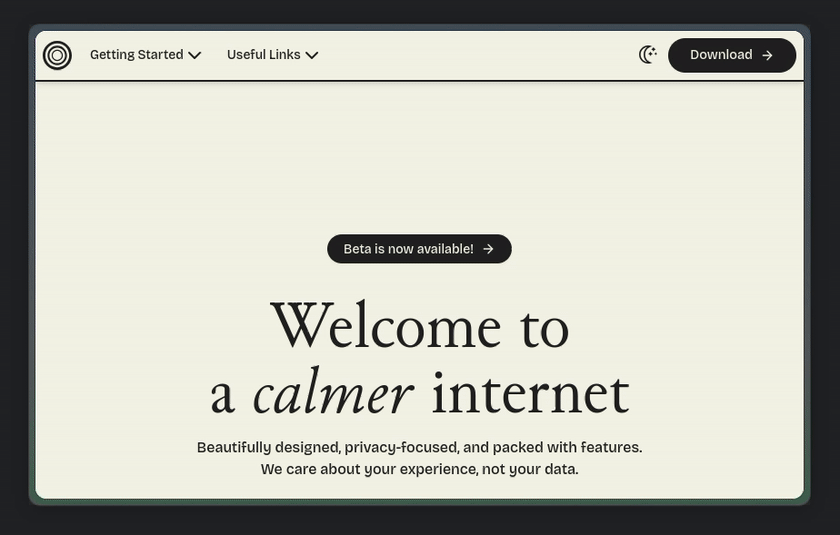 Getting Started
Useful Links
Download
Beta is now available!
Welcome to
a calmer internet
Beautifully designed, privacy-focused, and packed with features.
We care about your experience, not your data.